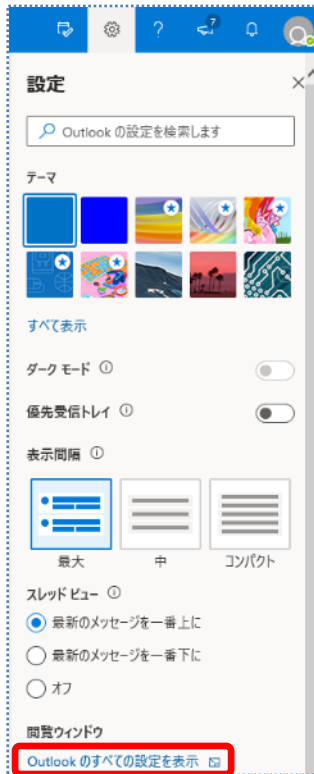 7
設定
Outlook の設定を検索します
テーマ
すべて表示
ダーク モード
優先受信トレイ
表示間隔
最大 中 コンパクト
スレッド ビュー
最新のメッセージを一番上に
最新のメッセージを一番下に
オフ
閲覧ウィンドウ
Outlook のすべての設定を表示